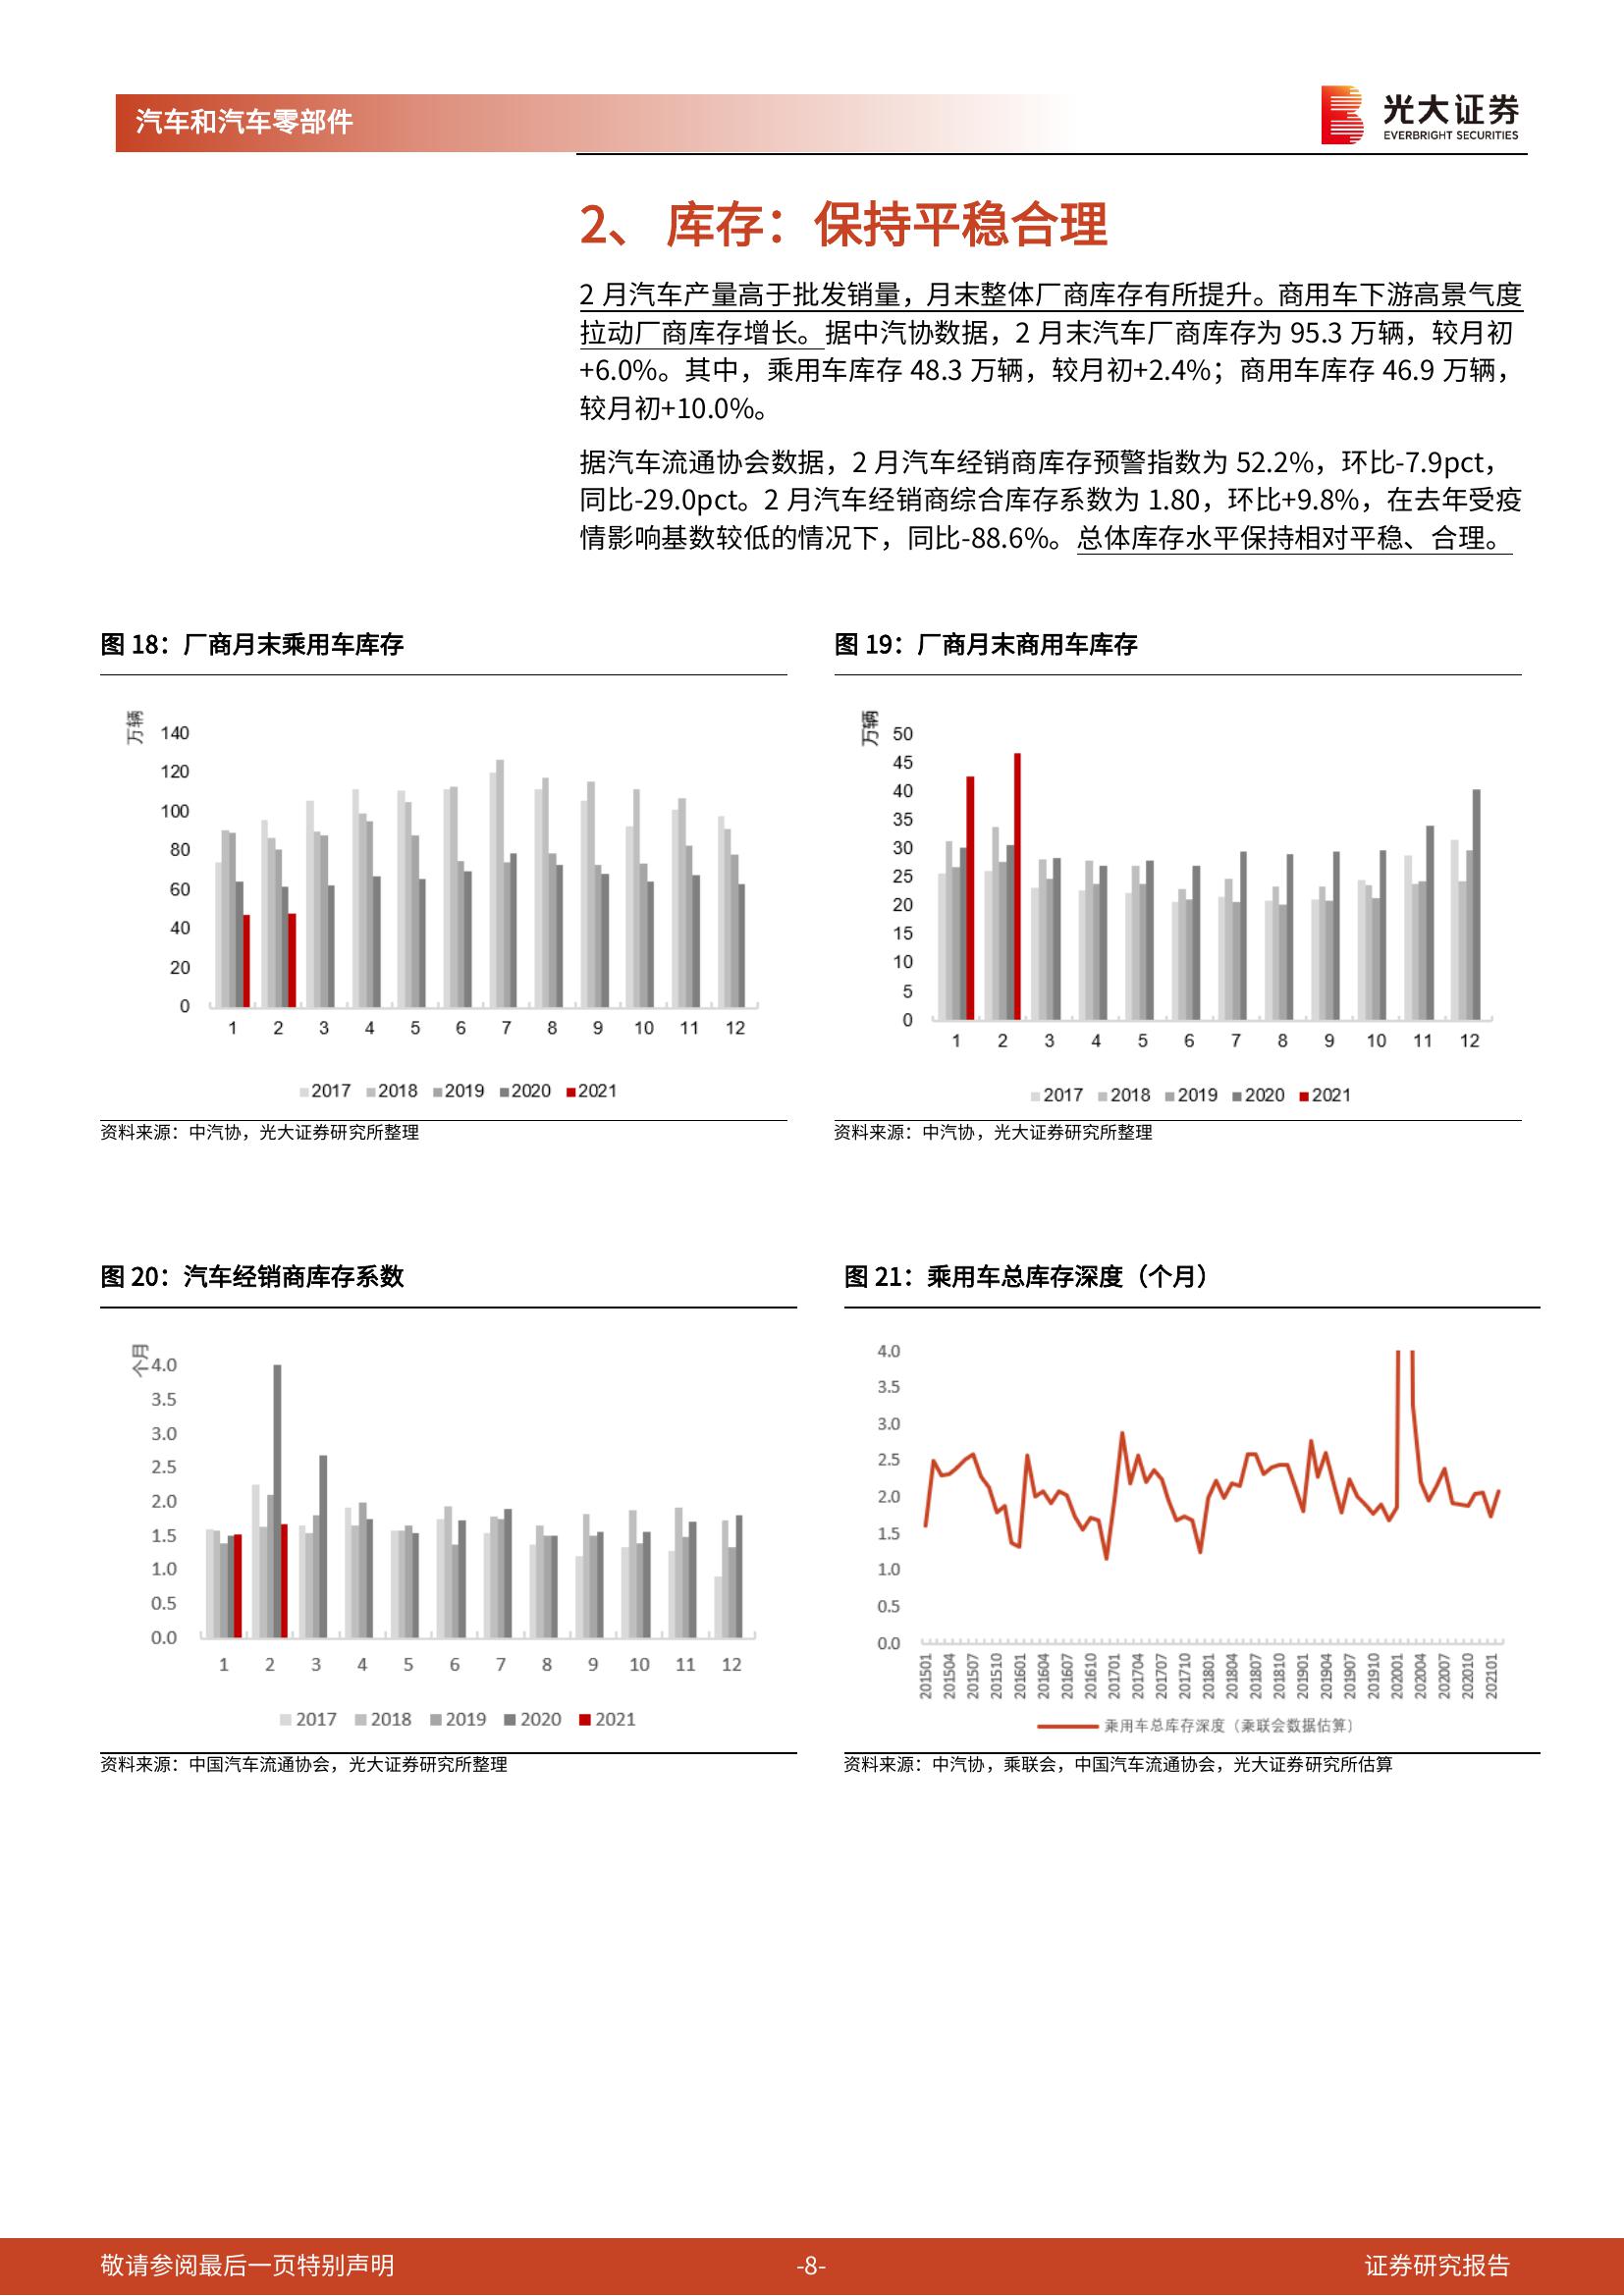 汽车和汽车零部件
光大证券
EVERBRIGHT SECURITIES
2、 库存：保持平稳合理
2 月汽车产量高于批发销量，月末整体厂商库存有所提升。商用车下游高景气度
拉动厂商库存增长。据中汽协数据，2 月末汽车厂商库存为 95.3 万辆，较月初
+6.0%。其中，乘用车库存 48.3 万辆，较月初+2.4%；商用车库存 46.9 万辆，
较月初+10.0%。
据汽车流通协会数据，2 月汽车经销商库存预警指数为 52.2%，环比-7.9pct，
同比-29.0pct。2 月汽车经销商综合库存系数为 1.80，环比+9.8%，在去年受疫
情影响基数较低的情况下，同比-88.6%。总体库存水平保持相对平稳、合理。
图 18：厂商月末乘用车库存
万辆
140
120
100
80
60
40
20
0
1 2 3 4 5 6 7 8 9 10 11 12
2017 2018 2019 2020 2021
资料来源：中汽协，光大证券研究所整理
图 19：厂商月末商用车库存
万辆
50
45
40
35
30
25
20
15
10
5
0
1 2 3 4 5 6 7 8 9 10 11 12
2017 2018 2019 2020 2021
资料来源：中汽协，光大证券研究所整理
图 20：汽车经销商库存系数
个月
4.0
3.5
3.0
2.5
2.0
1.5
1.0
0.5
0.0
1 2 3 4 5 6 7 8 9 10 11 12
2017 2018 2019 2020 2021
资料来源：中国汽车流通协会，光大证券研究所整理
图 21：乘用车总库存深度（个月）
4.0
3.5
3.0
2.5
2.0
1.5
1.0
0.5
0.0
201501 201504 201507 201510 201601 201604 201607 201610 201701 201704 201707 201710 201801 201804 201807 201810 201901 201904 201907 201910 202001 202004 202007 202010 202101
乘用车总库存深度（乘联会数据估算）
资料来源：中汽协，乘联会，中国汽车流通协会，光大证券研究所估算
敬请参阅最后一页特别声明
-8-
证券研究报告